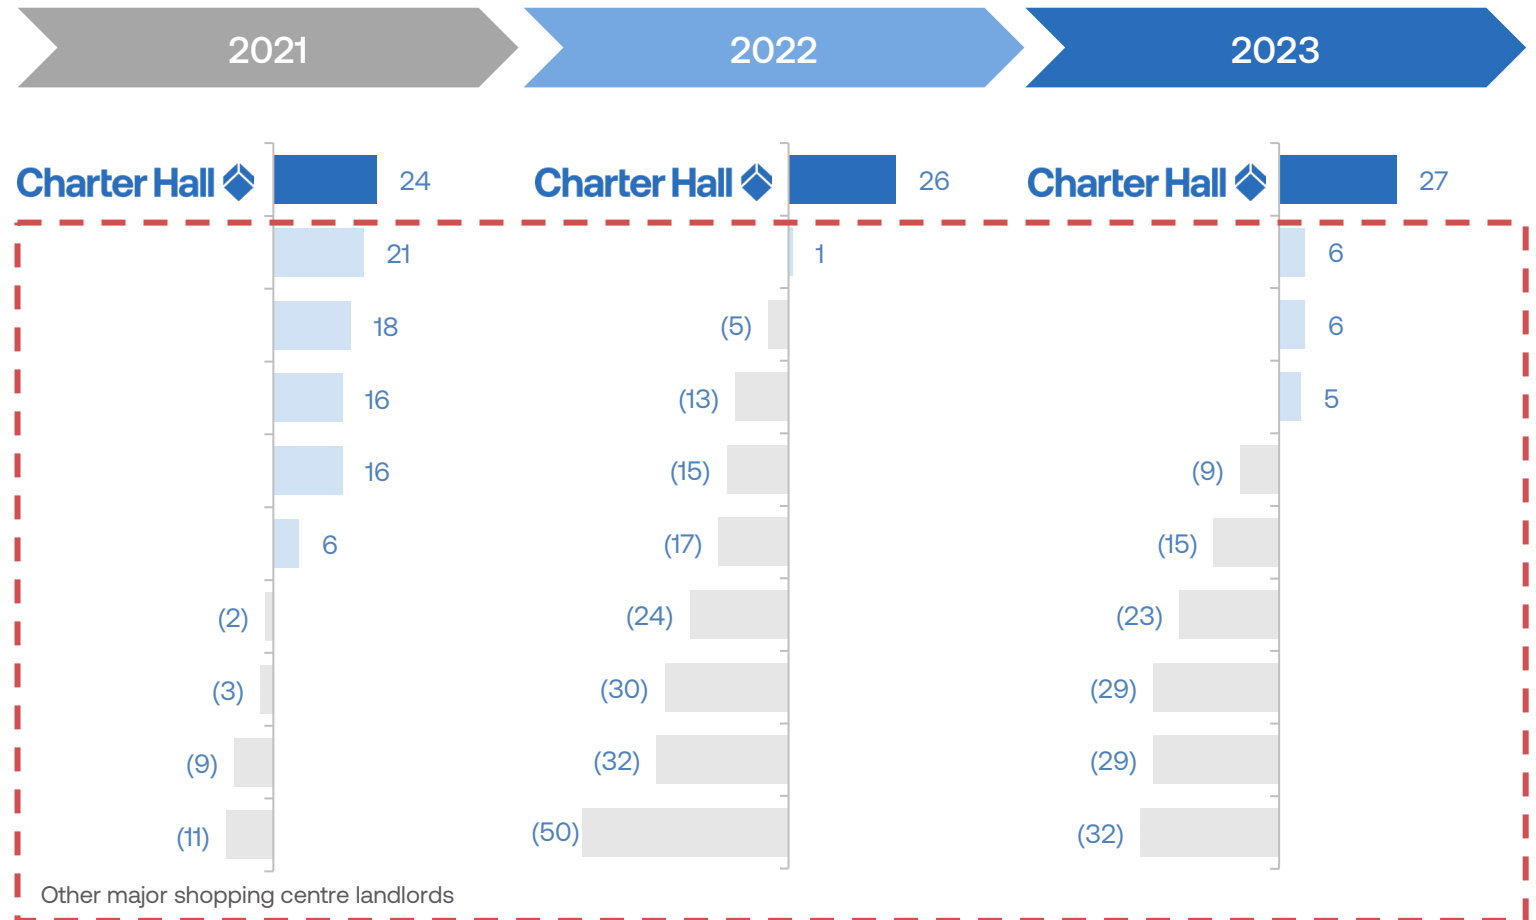 2021 2022 2023
Charter Hall 24 Charter Hall 26 Charter Hall 27
21 1 6
18 (5) 6
16 (13) 5
16 (15) (9)
6 (17) (15)
(2) (24) (23)
(3) (30) (29)
(9) (32) (29)
(11) (50) (32)
Other major shopping centre landlords